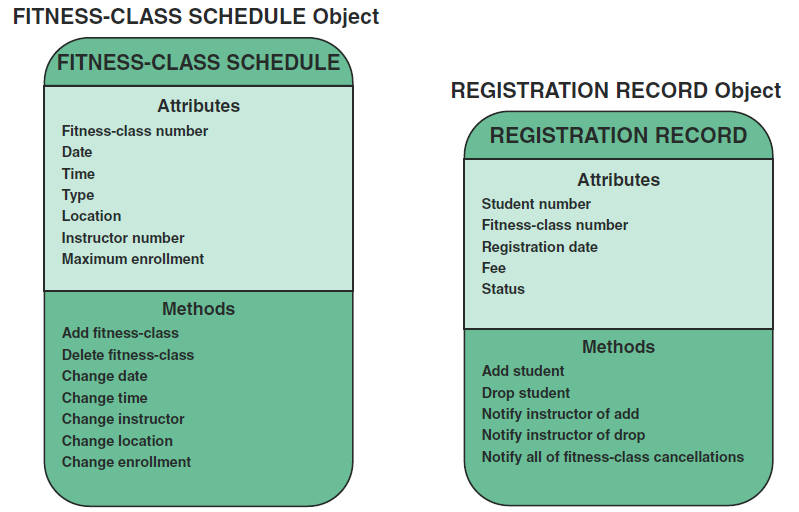 FITNESS-CLASS SCHEDULE Object
FITNESS-CLASS SCHEDULE
Attributes
Fitness-class number
Date
Time
Type
Location
Instructor number
Maximum enrollment
Methods
Add fitness-class
Delete fitness-class
Change date
Change time
Change instructor
Change location
Change enrollment
REGISTRATION RECORD Object
REGISTRATION RECORD
Attributes
Student number
Fitness-class number
Registration date
Fee
Status
Methods
Add student
Drop student
Notify instructor of add
Notify instructor of drop
Notify all of fitness-class cancellations